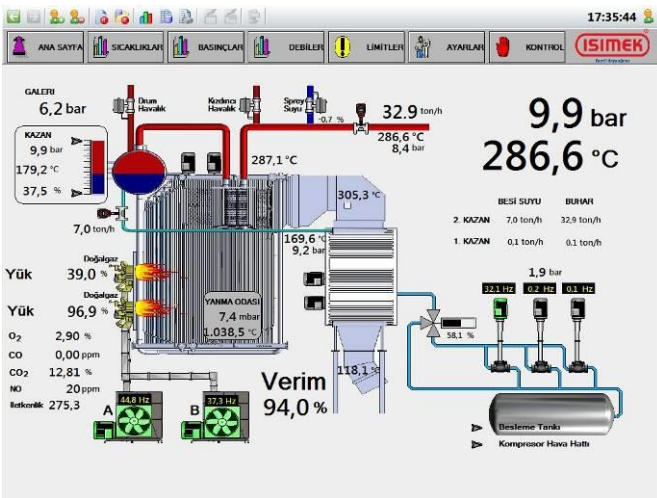 17:35:44
ANA SAYFA SICAKLIKLAR BASINÇLAR DEBİLER LİMİTLER AYARLAR KONTROL ISIMEK
GALERI
6,2 bar
Drum Havalık
Kızdırıcı Havalık
Sprey Suyu
-0,7 %
32.9 ton/h
286,6 °C
8,4 bar
9,9 bar
286,6 °C
KAZAN
9,9 bar
179,2 °C
37,5 %
287,1 °C
305,3 °C
BESİ SUYU BUHAR
2. KAZAN 7,0 ton/h 32,9 ton/h
1. KAZAN 0,1 ton/h 0,1 ton/h
7,0 ton/h
169,6 °C
9,2 bar
Doğalgaz
Yük 39,0 %
Doğalgaz
Yük 96,9 %
YANMA ODASI
7,4 mbar
1.038,5 °C
1,9 bar
32,1 Hz 0,2 Hz 0,1 Hz
58,1 %
O2 2,90 %
CO 0,00 ppm
CO2 12,81 %
NO 20 ppm
İletkenlik 275,3
118,1 °C
Verim
94,0 %
A 44,8 Hz
B 37,3 Hz
Besleme Tankı
Kompresor Hava Hattı